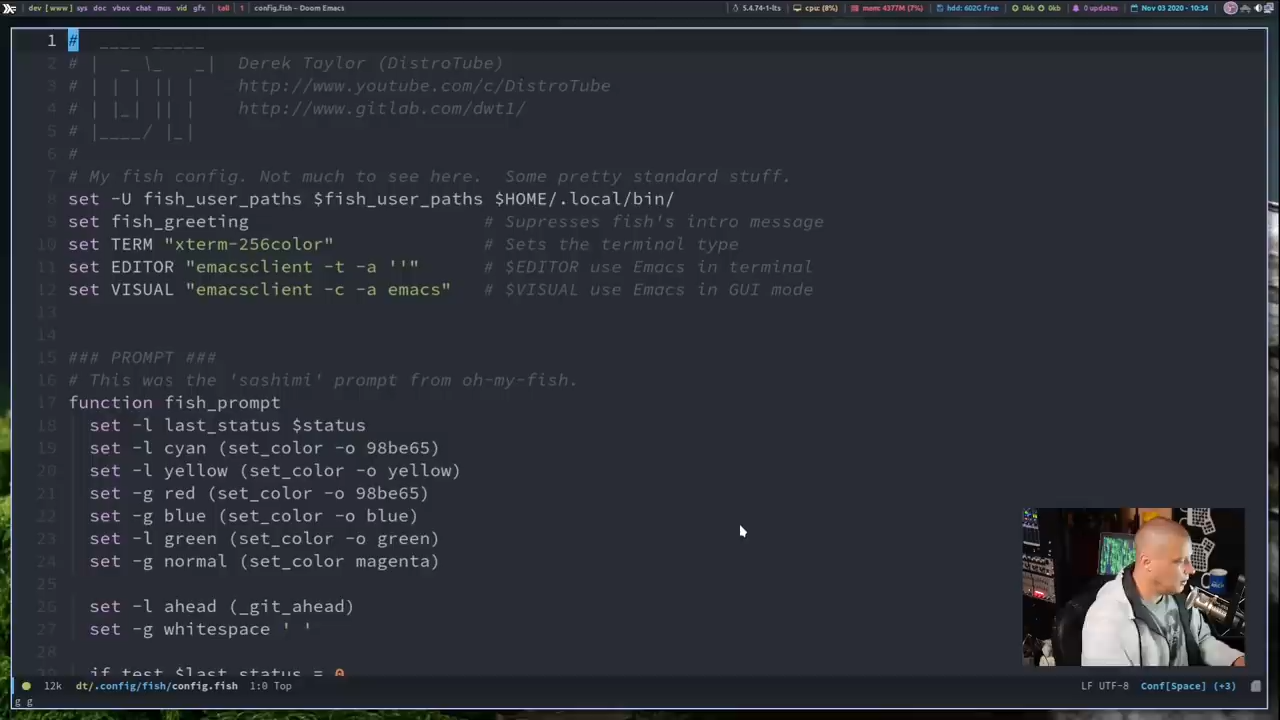 dev [ www ] sys doc vbox chat mus vid gfx | tall | 1 | config.fish – Doom Emacs
5.4.74-1-lts | cpu: (8%) | mem: 4377M (7%) | hdd: 602G free | 0kb 0kb | 0 updates | Nov 03 2020 - 10:34
1 # ____ _____
2 # | _ \_ _| Derek Taylor (DistroTube)
3 # | | | || | http://www.youtube.com/c/DistroTube
4 # | |_| || | http://www.gitlab.com/dwt1/
5 # |____/ |_|
6 #
7 # My fish config. Not much to see here. Some pretty standard stuff.
8 set -U fish_user_paths $fish_user_paths $HOME/.local/bin/
9 set fish_greeting # Supresses fish's intro message
10 set TERM "xterm-256color" # Sets the terminal type
11 set EDITOR "emacsclient -t -a ''" # $EDITOR use Emacs in terminal
12 set VISUAL "emacsclient -c -a emacs" # $VISUAL use Emacs in GUI mode
13
14
15 ### PROMPT ###
16 # This was the 'sashimi' prompt from oh-my-fish.
17 function fish_prompt
18 set -l last_status $status
19 set -l cyan (set_color -o 98be65)
20 set -l yellow (set_color -o yellow)
21 set -g red (set_color -o 98be65)
22 set -g blue (set_color -o blue)
23 set -l green (set_color -o green)
24 set -g normal (set_color magenta)
25
26 set -l ahead (_git_ahead)
27 set -g whitespace ' '
28
29 if test $last_status = 0
12k dt/.config/fish/config.fish 1:0 Top LF UTF-8 Conf[Space] (+3)
g g